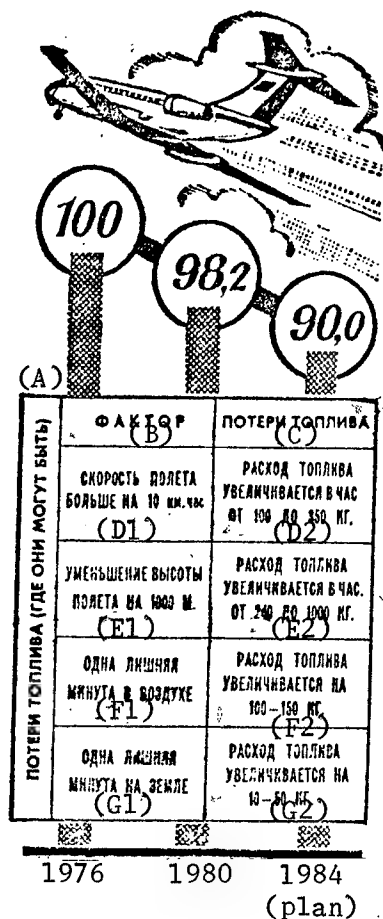 100
98,2
90,0
(A)
ПОТЕРИ ТОПЛИВА (ГДЕ ОНИ МОГУТ БЫТЬ)
ФАКТОР
(B)
ПОТЕРИ ТОПЛИВА
(C)
СКОРОСТЬ ПОЛЕТА
БОЛЬШЕ НА 10 км.час
(D1)
РАСХОД ТОПЛИВА
УВЕЛИЧИВАЕТСЯ В ЧАС
ОТ 100 ДО 350 КГ.
(D2)
УМЕНЬШЕНИЕ ВЫСОТЫ
ПОЛЕТА НА 1000 М.
(E1)
РАСХОД ТОПЛИВА
УВЕЛИЧИВАЕТСЯ В ЧАС.
ОТ 240 ДО 1000 КГ.
(E2)
ОДНА ЛИШНЯЯ
МИНУТА В ВОЗДУХЕ
(F1)
РАСХОД ТОПЛИВА
УВЕЛИЧИВАЕТСЯ НА
100-150 КГ.
(F2)
ОДНА ЛИШНЯЯ
МИНУТА НА ЗЕМЛЕ
(G1)
РАСХОД ТОПЛИВА
УВЕЛИЧИВАЕТСЯ НА
10-50 КГ.
(G2)
1976
1980
1984
(plan)